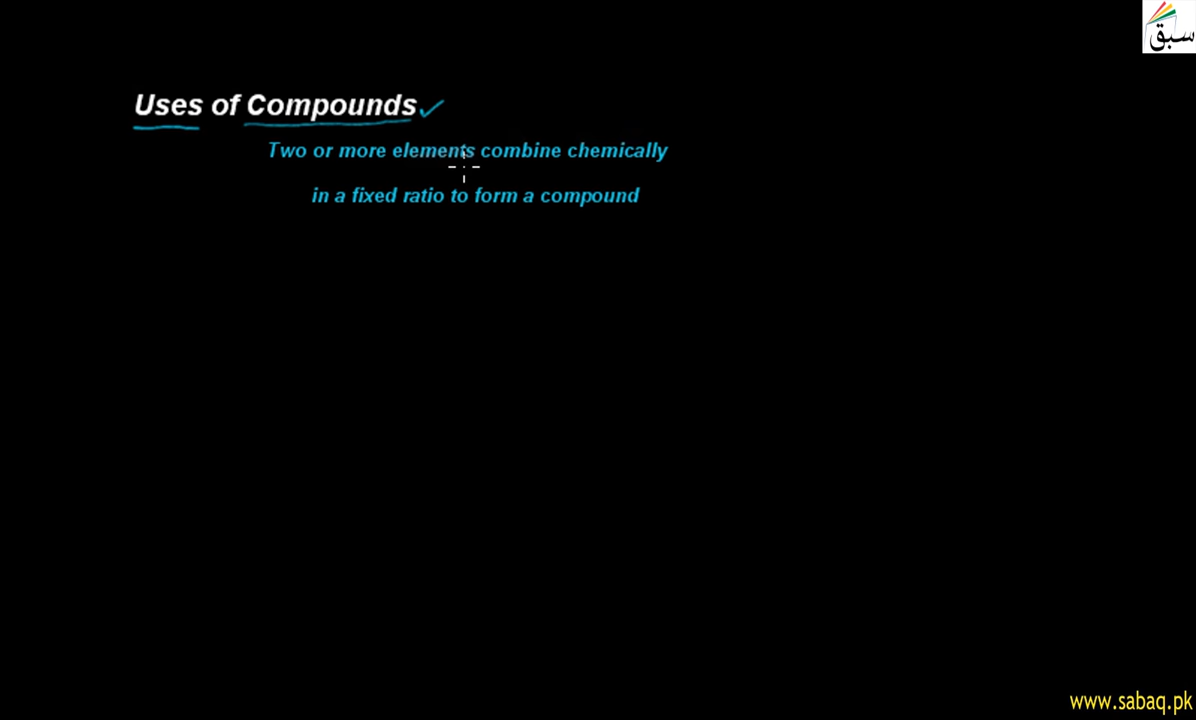 سبق
Uses of Compounds
Two or more elements combine chemically
in a fixed ratio to form a compound
www.sabaq.pk